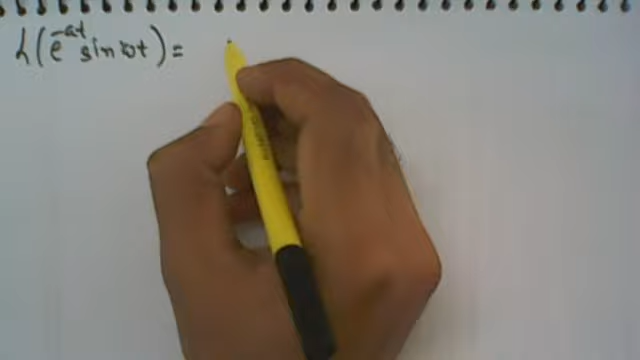 L(e^-at sin ωt) =